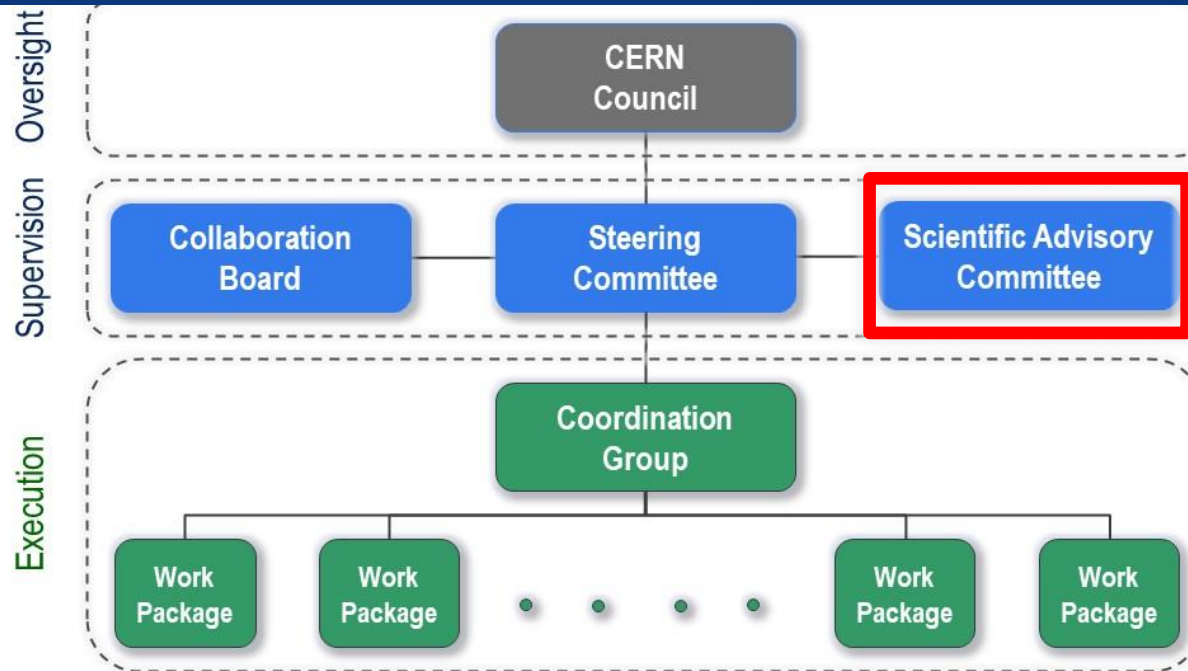 Oversight
CERN
Council
Supervision
Collaboration
Board
Steering
Committee
Scientific Advisory
Committee
Execution
Coordination
Group
Work
Package
Work
Package
Work
Package
Work
Package